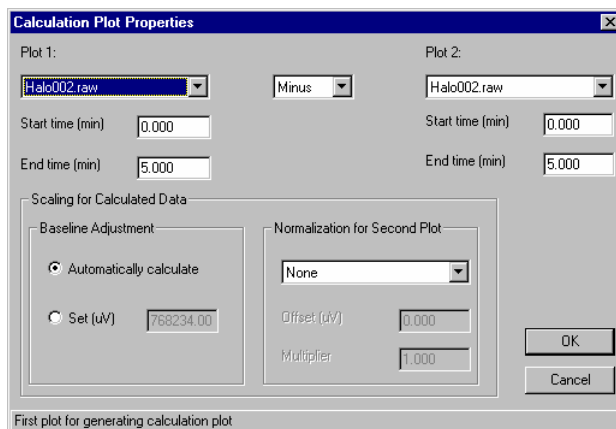 Calculation Plot Properties
Plot 1:
Plot 2:
Halo002.raw
Minus
Halo002.raw
Start time (min)
0.000
Start time (min)
0.000
End time (min)
5.000
End time (min)
5.000
Scaling for Calculated Data
Baseline Adjustment
Normalization for Second Plot
Automatically calculate
None
Set (uV)
768234.00
Offset (uV)
0.000
Multiplier
1.000
OK
Cancel
First plot for generating calculation plot